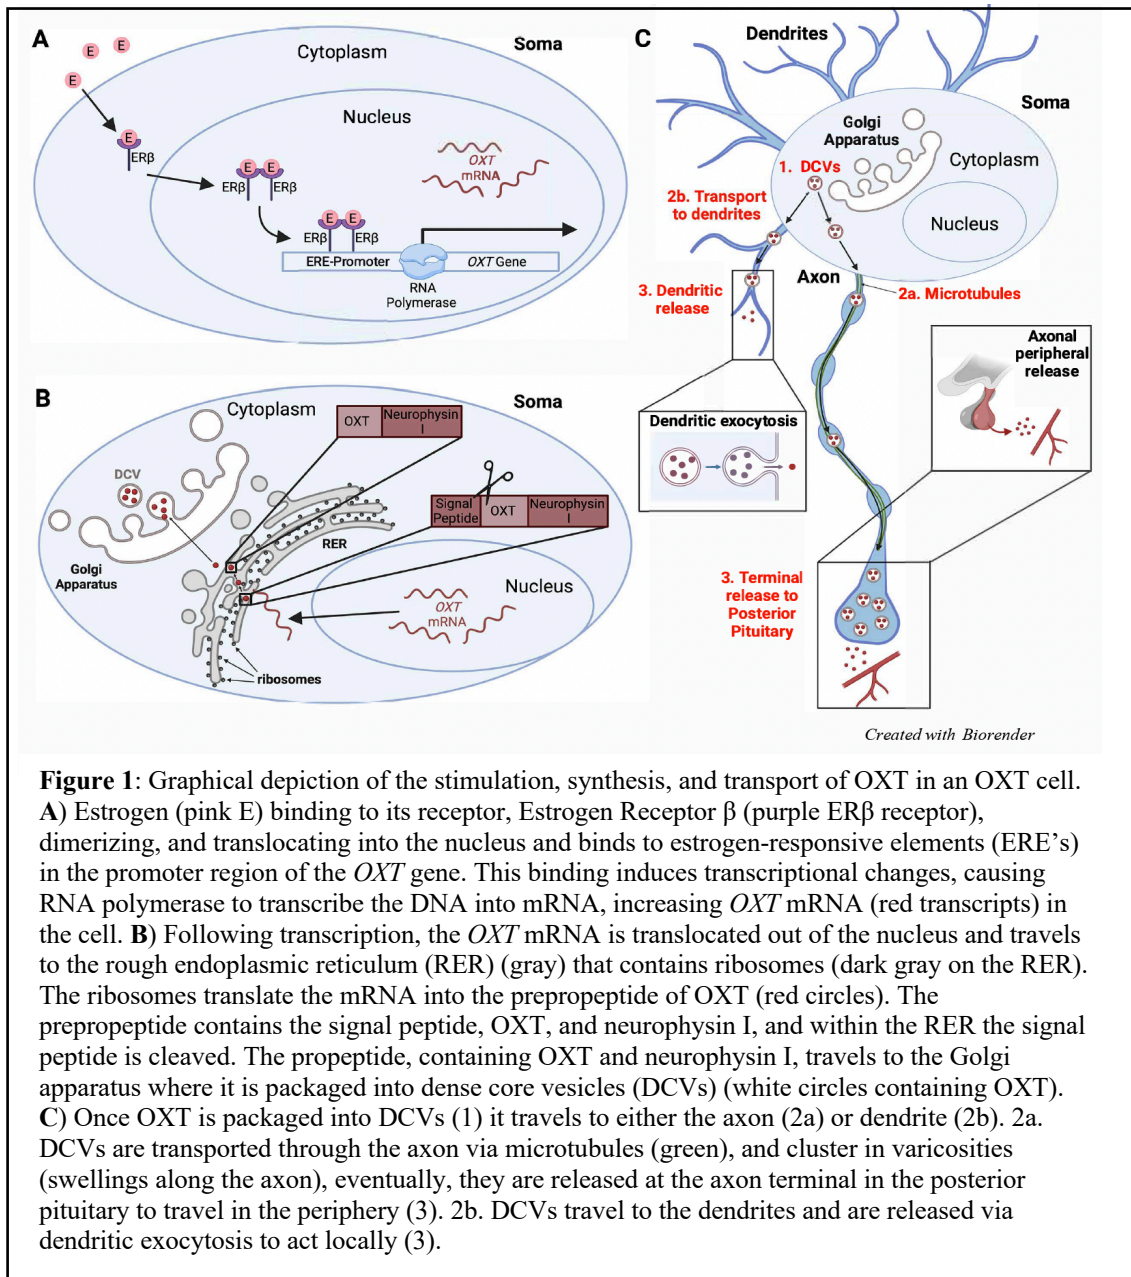 A
Soma
Cytoplasm
Nucleus
E
E
E
E
ERβ
E E
ERβ ERβ
OXT
mRNA
E E
ERβ ERβ
ERE-Promoter
OXT Gene
RNA
Polymerase
B
Cytoplasm
Soma
OXT
Neurophysin
I
DCV
Signal
Peptide
OXT
Neurophysin
I
RER
Golgi
Apparatus
Nucleus
OXT
mRNA
ribosomes
C
Dendrites
Soma
Golgi
Apparatus
Cytoplasm
1. DCVs
2b. Transport
to dendrites
Nucleus
Axon
3. Dendritic
release
2a. Microtubules
Axonal
peripheral
release
Dendritic exocytosis
3. Terminal
release to
Posterior
Pituitary
Created with Biorender
Figure 1: Graphical depiction of the stimulation, synthesis, and transport of OXT in an OXT cell.
A) Estrogen (pink E) binding to its receptor, Estrogen Receptor β (purple ERβ receptor),
dimerizing, and translocating into the nucleus and binds to estrogen-responsive elements (ERE’s)
in the promoter region of the OXT gene. This binding induces transcriptional changes, causing
RNA polymerase to transcribe the DNA into mRNA, increasing OXT mRNA (red transcripts) in
the cell. B) Following transcription, the OXT mRNA is translocated out of the nucleus and travels
to the rough endoplasmic reticulum (RER) (gray) that contains ribosomes (dark gray on the RER).
The ribosomes translate the mRNA into the prepropeptide of OXT (red circles). The
prepropeptide contains the signal peptide, OXT, and neurophysin I, and within the RER the signal
peptide is cleaved. The propeptide, containing OXT and neurophysin I, travels to the Golgi
apparatus where it is packaged into dense core vesicles (DCVs) (white circles containing OXT).
C) Once OXT is packaged into DCVs (1) it travels to either the axon (2a) or dendrite (2b). 2a.
DCVs are transported through the axon via microtubules (green), and cluster in varicosities
(swellings along the axon), eventually, they are released at the axon terminal in the posterior
pituitary to travel in the periphery (3). 2b. DCVs travel to the dendrites and are released via
dendritic exocytosis to act locally (3).